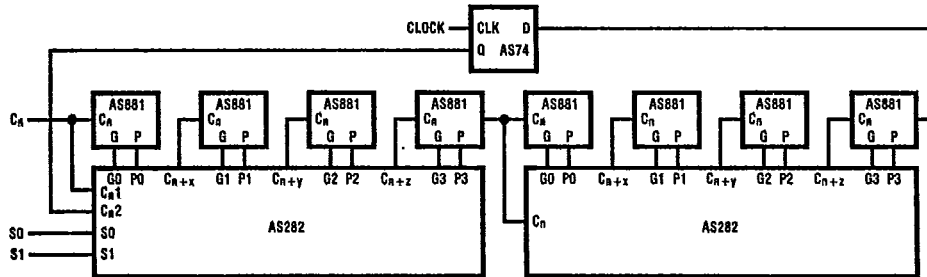 CLOCK CLK D
Q AS74
AS881 AS881 AS881 AS881 AS881 AS881 AS881 AS881
Cn Cn Cn Cn Cn Cn Cn Cn Cn
G P G P G P G P G P G P G P G P
G0 P0 Cn+x G1 P1 Cn+y G2 P2 Cn+z G3 P3 G0 P0 Cn+x G1 P1 Cn+y G2 P2 Cn+z G3 P3
Cn1
Cn2 Cn
S0 S0 AS282 AS282
S1 S1